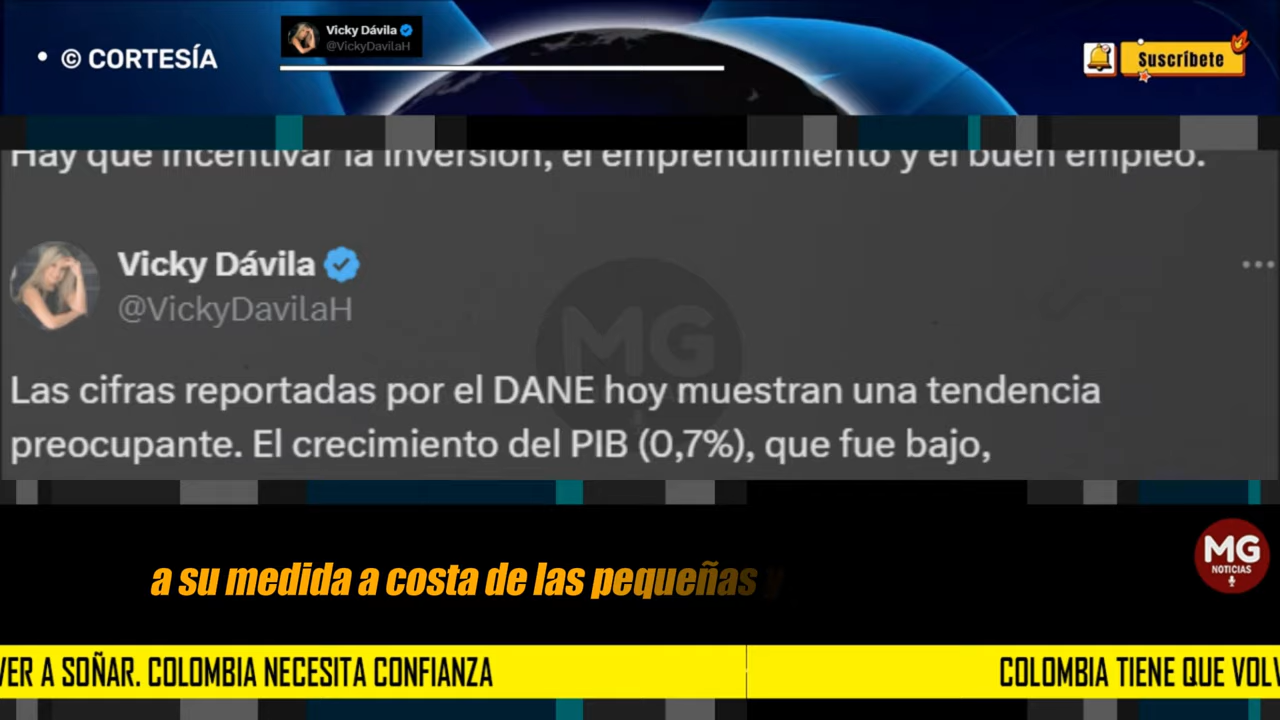 • © CORTESÍA
Vicky Dávila
@VickyDavilaH
Suscríbete
Hay que incentivar la inversión, el emprendimiento y el buen empleo.
Vicky Dávila
@VickyDavilaH
MG
Las cifras reportadas por el DANE hoy muestran una tendencia
preocupante. El crecimiento del PIB (0,7%), que fue bajo,
a su medida a costa de las pequeñas y
MG
NOTICIAS
VER A SOÑAR. COLOMBIA NECESITA CONFIANZA
COLOMBIA TIENE QUE VOLV